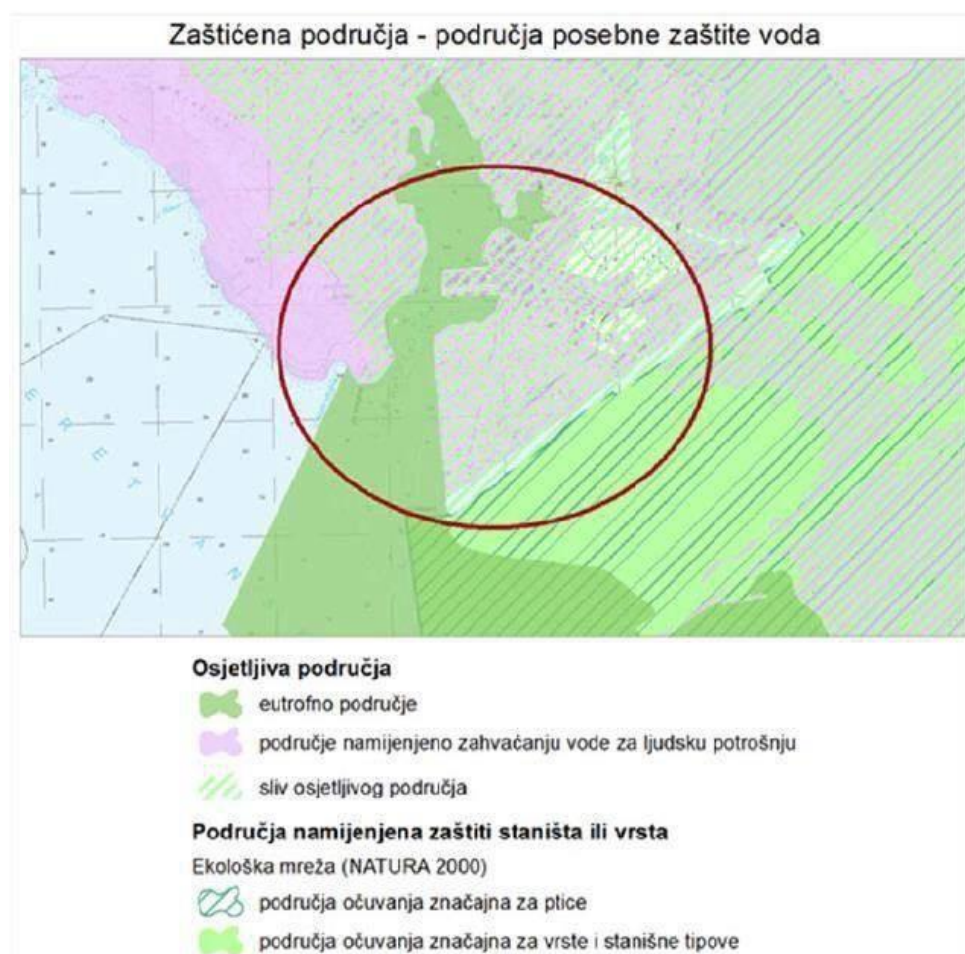 Zaštićena područja - područja posebne zaštite voda
Osjetljiva područja
eutrofno područje
područje namijenjeno zahvaćanju vode za ljudsku potrošnju
sliv osjetljivog područja
Područja namijenjena zaštiti staništa ili vrsta
Ekološka mreža (NATURA 2000)
područja očuvanja značajna za ptice
područja očuvanja značajna za vrste i stanišne tipove